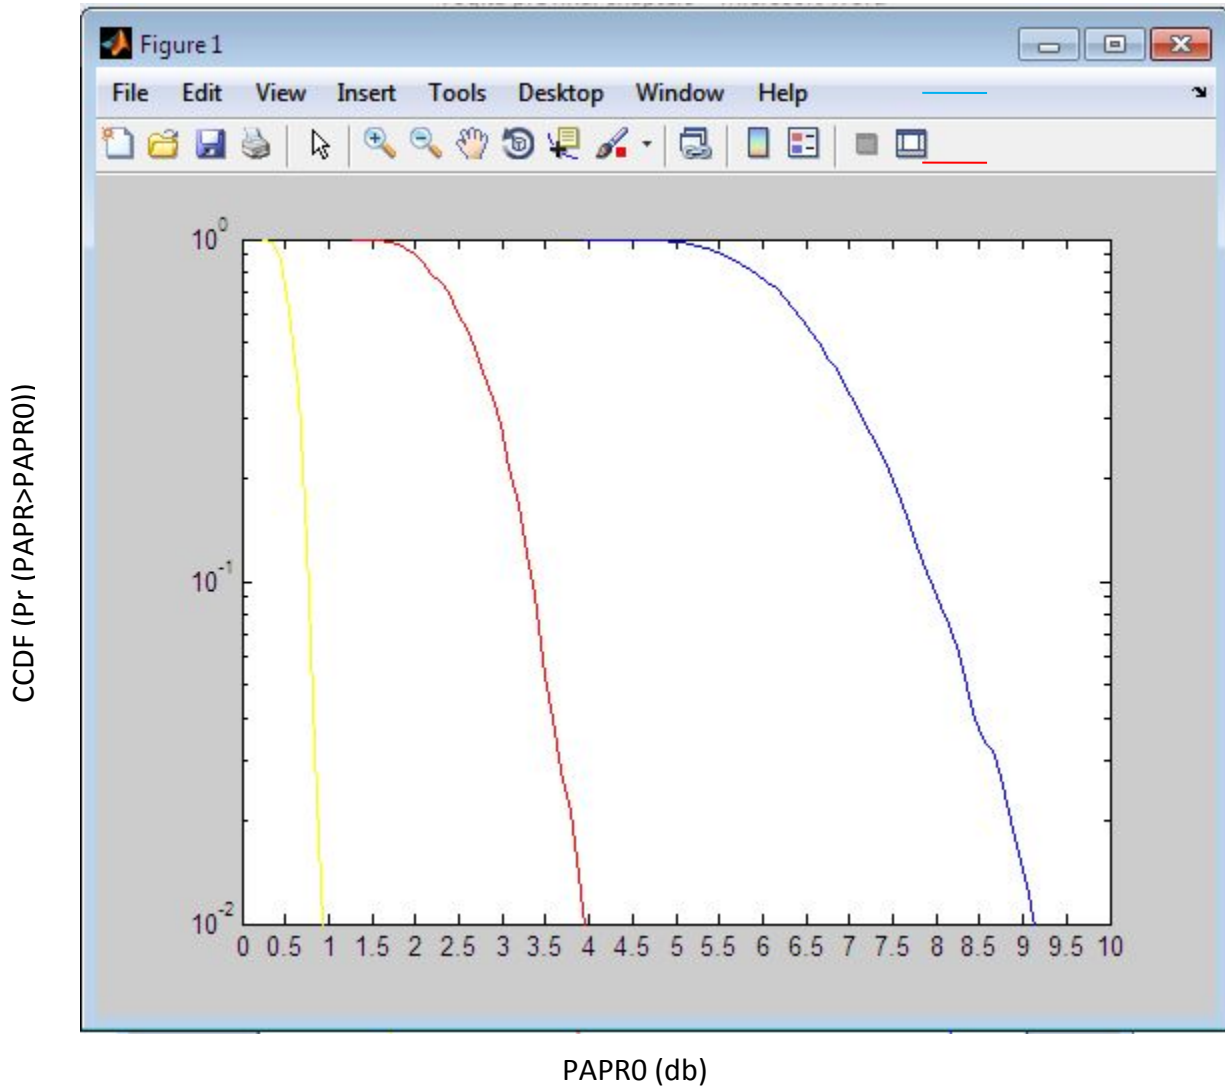 Figure 1
File Edit View Insert Tools Desktop Window Help
CCDF (Pr (PAPR>PAPR0))
10^0
10^-1
10^-2
0 0.5 1 1.5 2 2.5 3 3.5 4 4.5 5 5.5 6 6.5 7 7.5 8 8.5 9 9.5 10
PAPR0 (db)